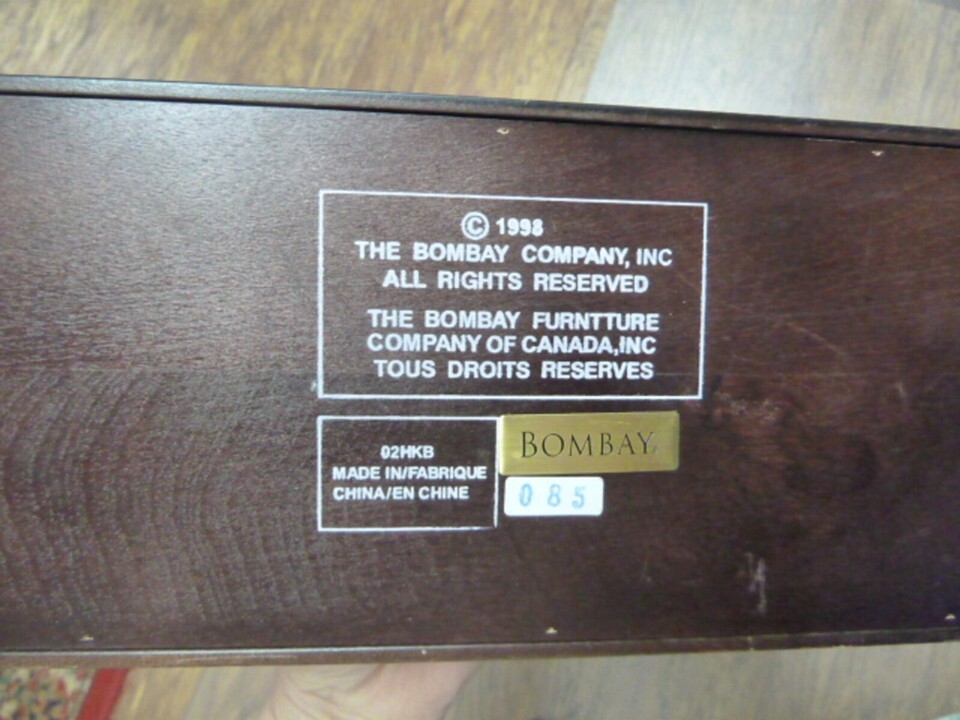 © 1998
THE BOMBAY COMPANY, INC
ALL RIGHTS RESERVED
THE BOMBAY FURNTTURE
COMPANY OF CANADA,INC
TOUS DROITS RESERVES
02HKB
MADE IN/FABRIQUE
CHINA/EN CHINE
BOMBAY
085